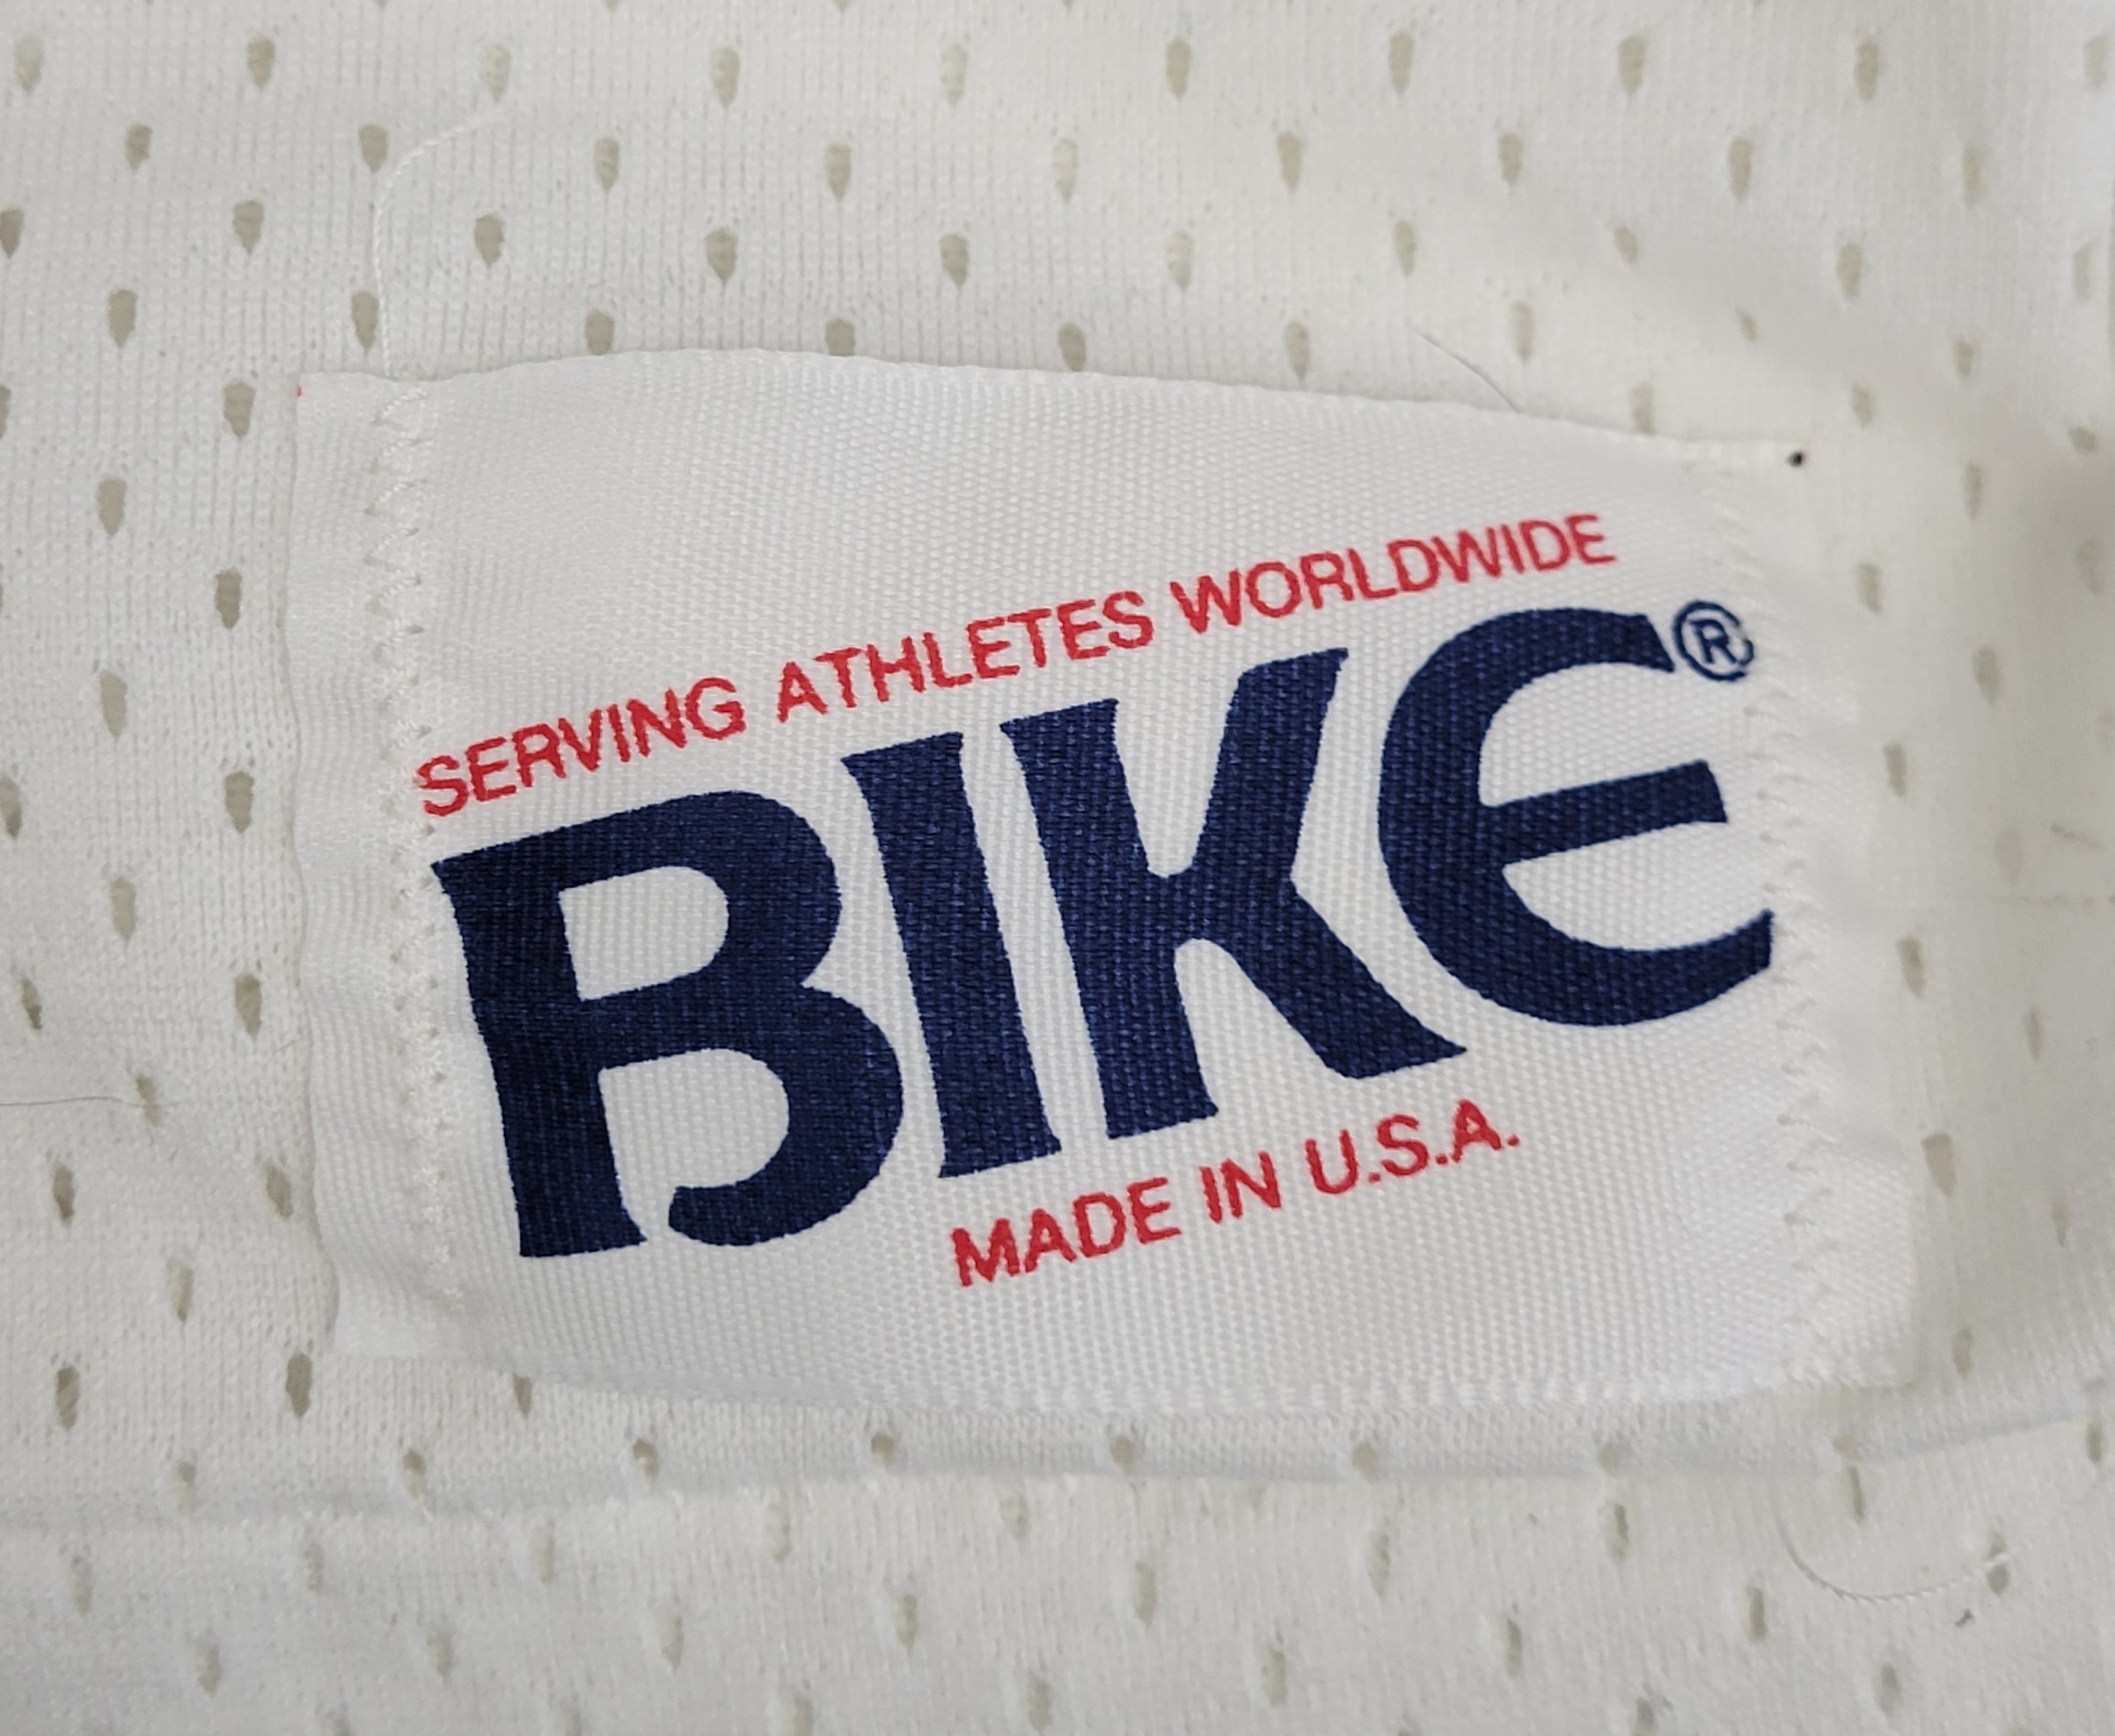 SERVING ATHLETES WORLDWIDE
BIKE®
MADE IN U.S.A.